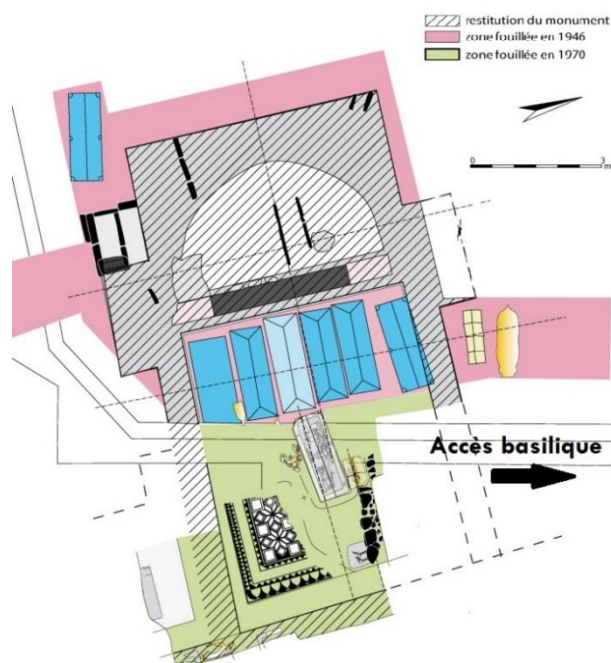 restitution du monument
zone fouillée en 1946
zone fouillée en 1970
0 3
m
Accès basilique